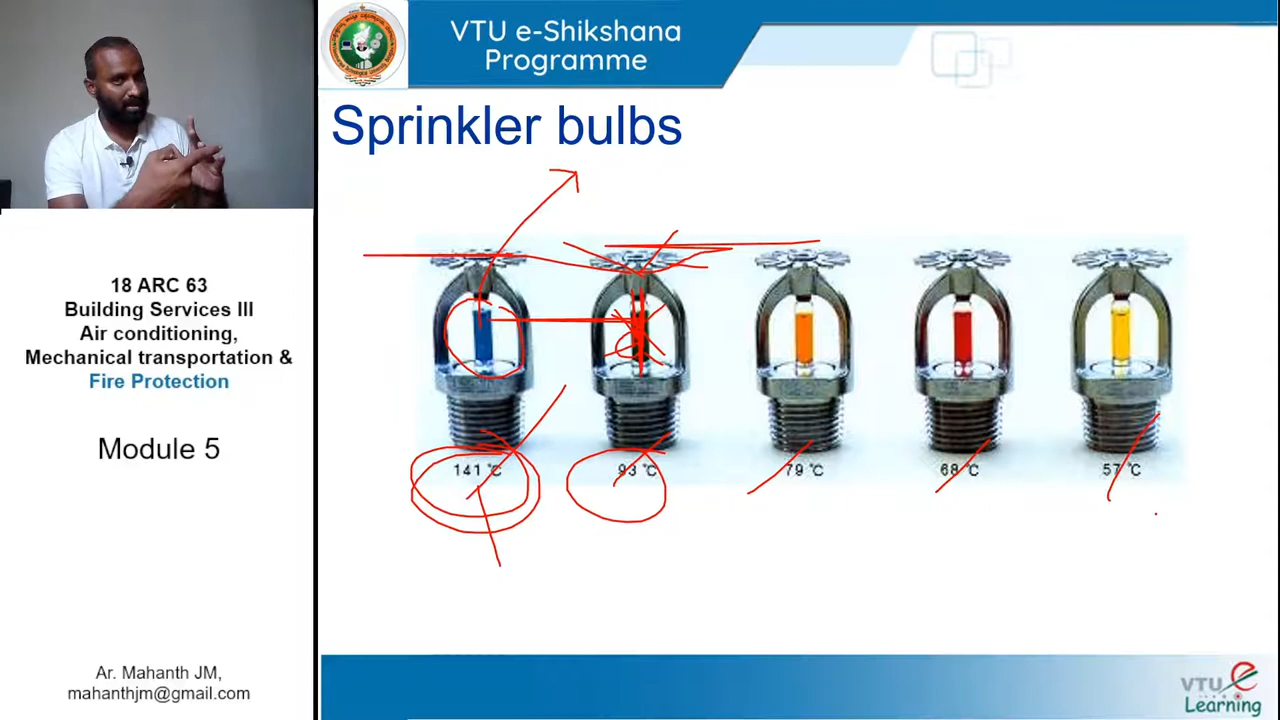 VTU e-Shikshana
Programme
Sprinkler bulbs
18 ARC 63
Building Services III
Air conditioning,
Mechanical transportation &
Fire Protection
Module 5
141 °C
93 °C
79 °C
68 °C
57 °C
Ar. Mahanth JM,
mahanthjm@gmail.com
VTU
Learning